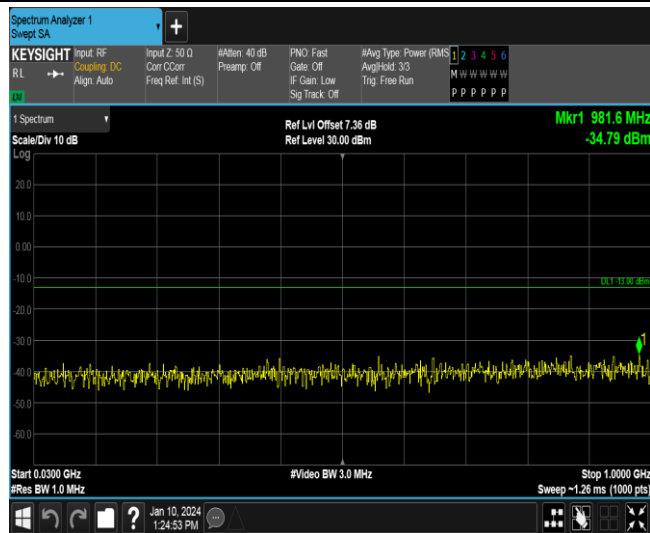 Spectrum Analyzer 1
Swept SA
+
KEYSIGHT
RL
Input: RF
Coupling: DC
Align: Auto
Input Z: 50 Ω
Corr CCorr
Freq Ref: Int (S)
#Atten: 40 dB
Preamp: Off
PNO: Fast
Gate: Off
IF Gain: Low
Sig Track: Off
#Avg Type: Power (RMS
Avg|Hold: 3/3
Trig: Free Run
1 2 3 4 5 6
M W W W W W
P P P P P P
1 Spectrum
Scale/Div 10 dB
Log
Ref Lvl Offset 7.36 dB
Ref Level 30.00 dBm
Mkr1 981.6 MHz
-34.79 dBm
20.0
10.0
0.00
-10.0
DL1 -13.00 dBm
-20.0
-30.0
1
-40.0
-50.0
-60.0
Start 0.0300 GHz
#Res BW 1.0 MHz
#Video BW 3.0 MHz
Stop 1.0000 GHz
Sweep ~1.26 ms (1000 pts)
?
Jan 10, 2024
1:24:53 PM